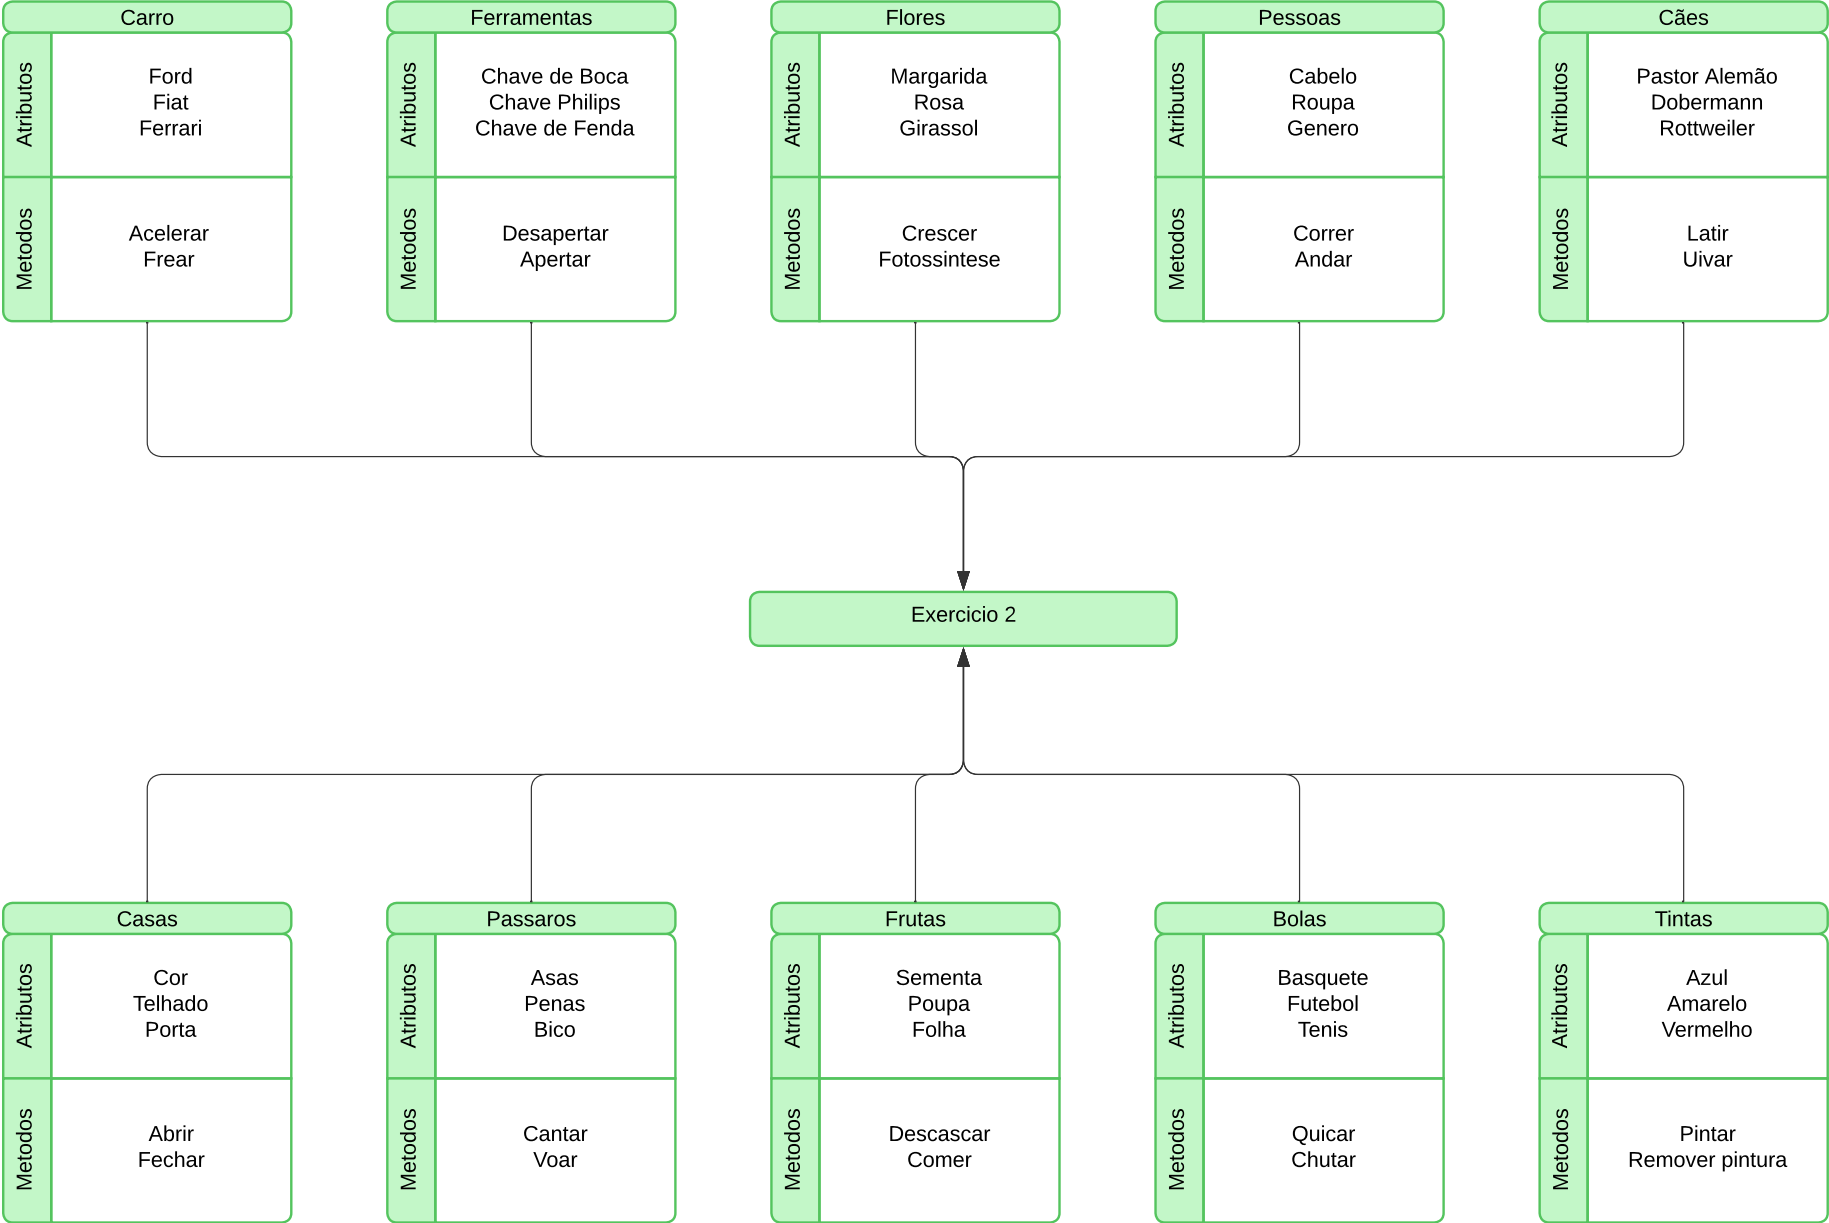 Carro
Atributos
Ford
Fiat
Ferrari
Metodos
Acelerar
Frear
Ferramentas
Atributos
Chave de Boca
Chave Philips
Chave de Fenda
Metodos
Desapertar
Apertar
Flores
Atributos
Margarida
Rosa
Girassol
Metodos
Crescer
Fotossintese
Pessoas
Atributos
Cabelo
Roupa
Genero
Metodos
Correr
Andar
Cães
Atributos
Pastor Alemão
Dobermann
Rottweiler
Metodos
Latir
Uivar
Exercicio 2
Casas
Atributos
Cor
Telhado
Porta
Metodos
Abrir
Fechar
Passaros
Atributos
Asas
Penas
Bico
Metodos
Cantar
Voar
Frutas
Atributos
Sementa
Poupa
Folha
Metodos
Descascar
Comer
Bolas
Atributos
Basquete
Futebol
Tenis
Metodos
Quicar
Chutar
Tintas
Atributos
Azul
Amarelo
Vermelho
Metodos
Pintar
Remover pintura